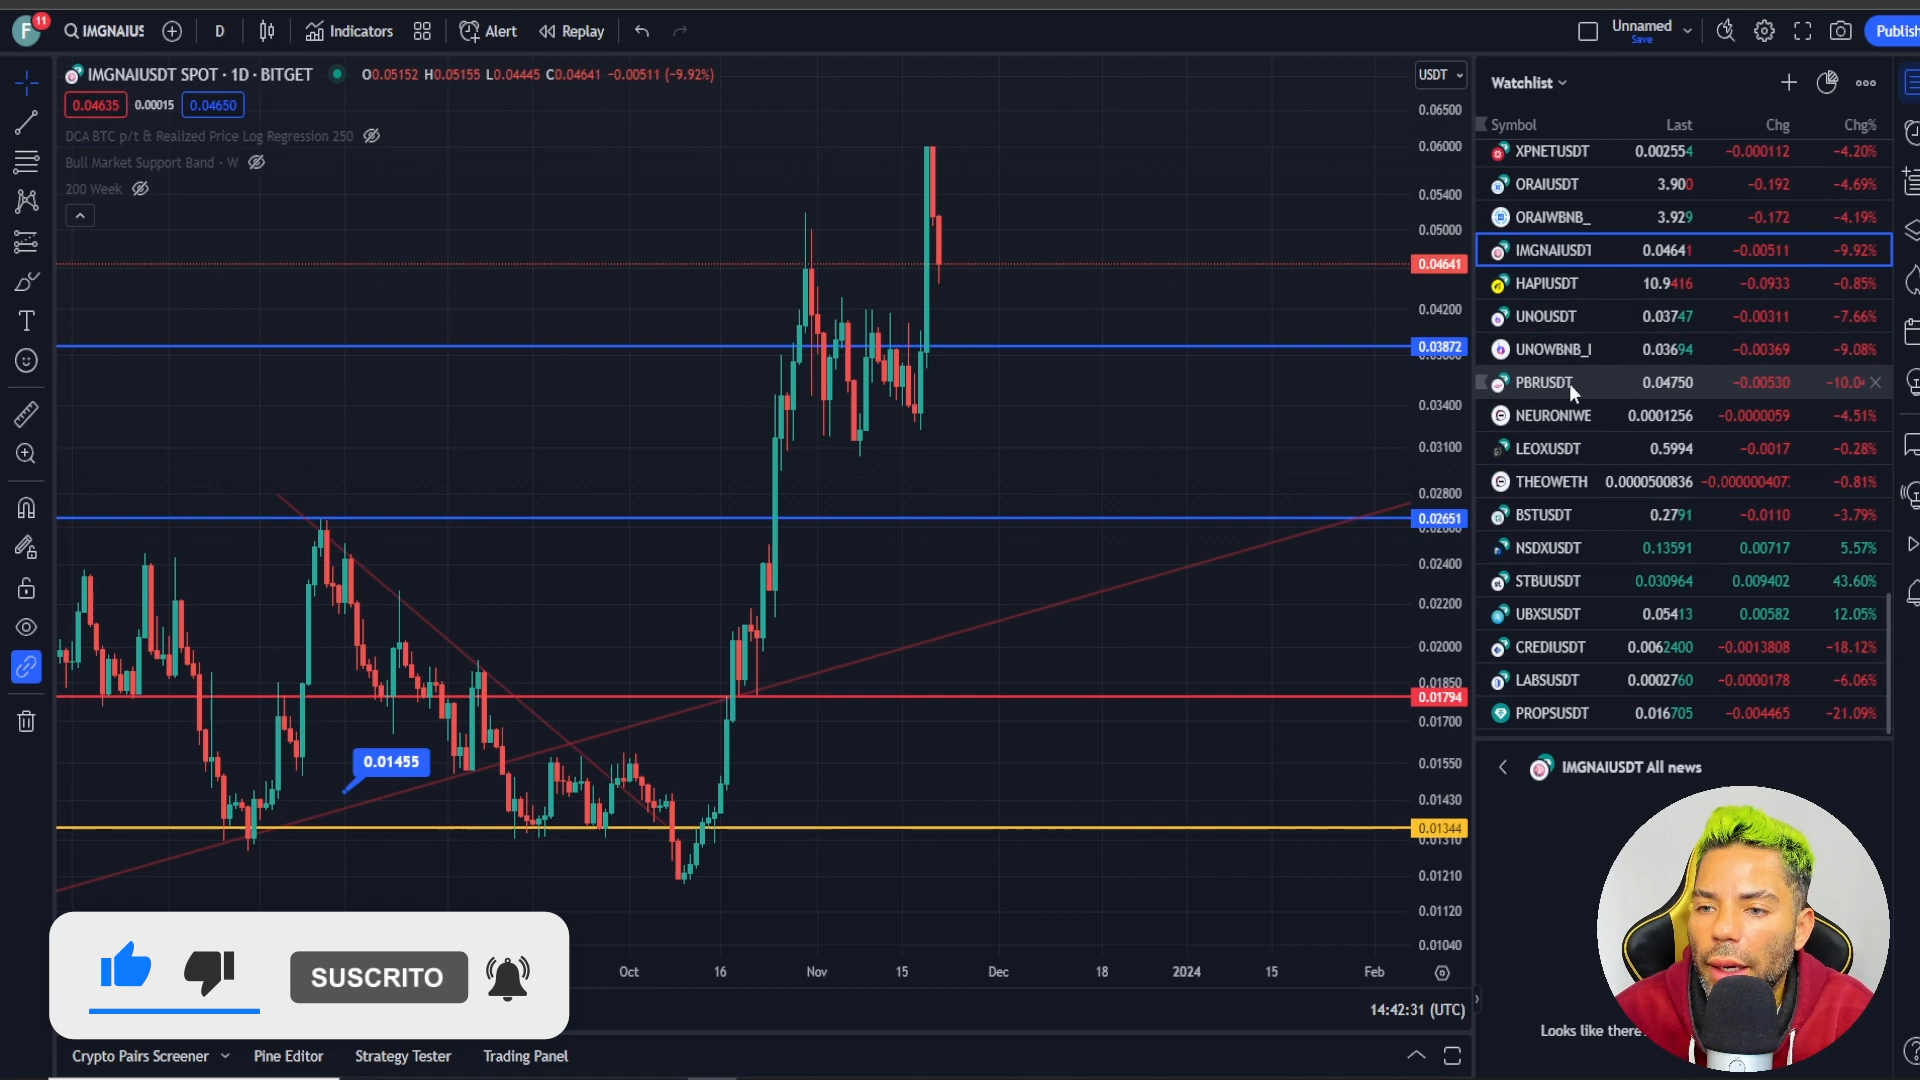 F 11 IMGNAIUS D Indicators Alert Replay Unnamed Save Publish
IMGNAIUSDT SPOT · 1D · BITGET O0.05152 H0.05155 L0.04445 C0.04641 −0.00511 (−9.92%) USDT
0.04635 0.00015 0.04650
DCA BTC p/t & Realized Price Log Regression 250
Bull Market Support Band · W
200 Week
0.06500
0.06000
0.05400
0.05000
0.04641
0.04200
0.03872
0.03400
0.03100
0.02800
0.02651
0.02400
0.02200
0.02000
0.01850
0.01794
0.01700
0.01550
0.01455
0.01430
0.01344
0.01310
0.01210
0.01120
0.01040
Oct 16 Nov 15 Dec 18 2024 15 Feb
14:42:31 (UTC)
SUSCRITO
Crypto Pairs Screener Pine Editor Strategy Tester Trading Panel
Watchlist
Symbol Last Chg Chg%
XPNETUSDT 0.002554 −0.000112 −4.20%
ORAIUSDT 3.900 −0.192 −4.69%
ORAIWBNB_ 3.929 −0.172 −4.19%
IMGNAIUSDT 0.04641 −0.00511 −9.92%
HAPIUSDT 10.9416 −0.0933 −0.85%
UNOUSDT 0.03747 −0.00311 −7.66%
UNOWBNB_ 0.03694 −0.00369 −9.08%
PBRUSDT 0.04750 −0.00530 −10.0
NEURONIWE 0.0001256 −0.0000059 −4.51%
LEOXUSDT 0.5994 −0.0017 −0.28%
THEOWETH 0.0000500836 −0.000000407 −0.81%
BSTUSDT 0.2791 −0.0110 −3.79%
NSDXUSDT 0.13591 0.00717 5.57%
STBUUSDT 0.030964 0.009402 43.60%
UBXSUSDT 0.05413 0.00582 12.05%
CREDIUSDT 0.0062400 −0.0013808 −18.12%
LABSUSDT 0.0002760 −0.0000178 −6.06%
PROPSUSDT 0.016705 −0.004465 −21.09%
IMGNAIUSDT All news
Looks like there